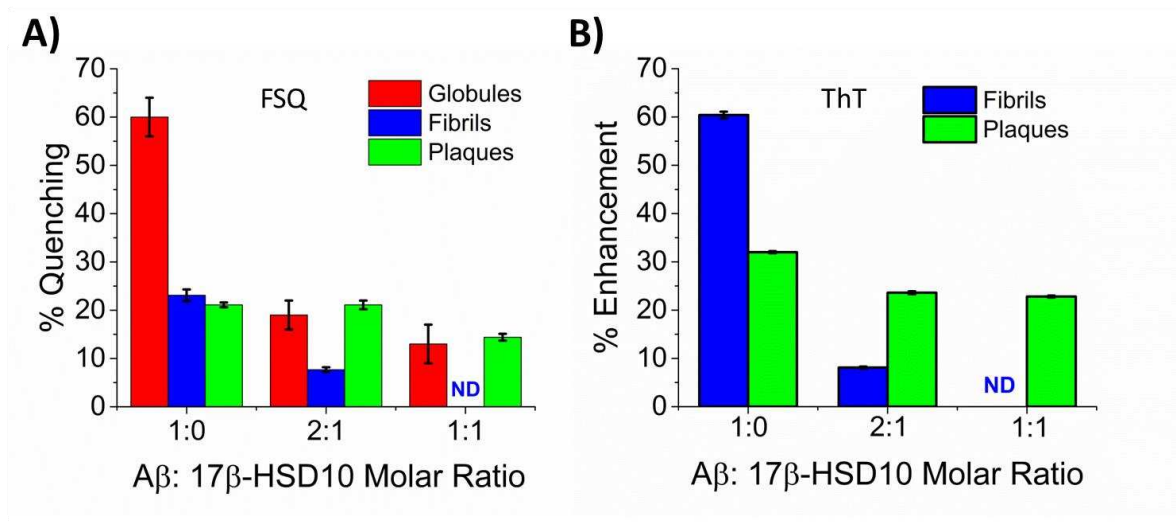 A)
70
60
50
40
30
20
10
0
% Quenching
FSQ
Globules
Fibrils
Plaques
ND
1:0 2:1 1:1
Aβ: 17β-HSD10 Molar Ratio
B)
70
60
50
40
30
20
10
0
% Enhancement
ThT
Fibrils
Plaques
ND
1:0 2:1 1:1
Aβ: 17β-HSD10 Molar Ratio